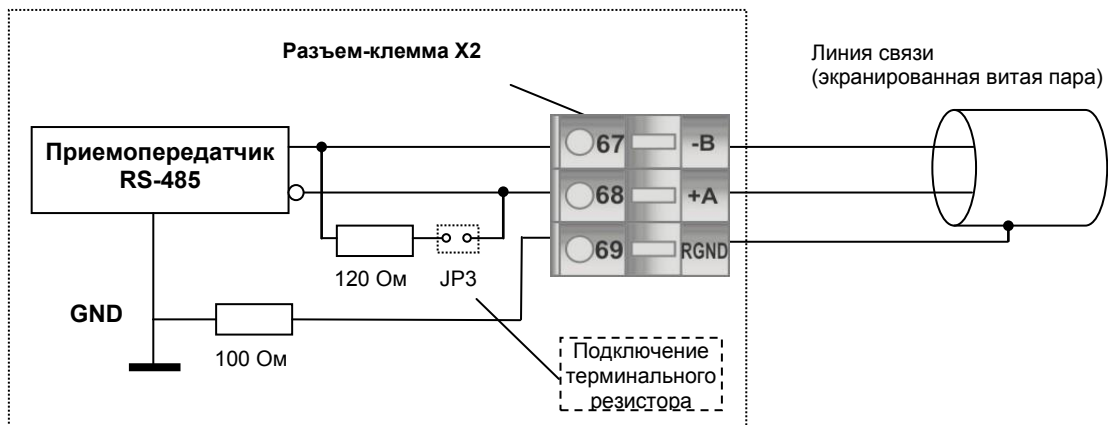 Разъем-клемма X2
Линия связи
(экранированная витая пара)
Приемопередатчик
RS-485
67 -B
68 +A
69 RGND
120 Ом
JP3
GND
100 Ом
Подключение
терминального
резистора